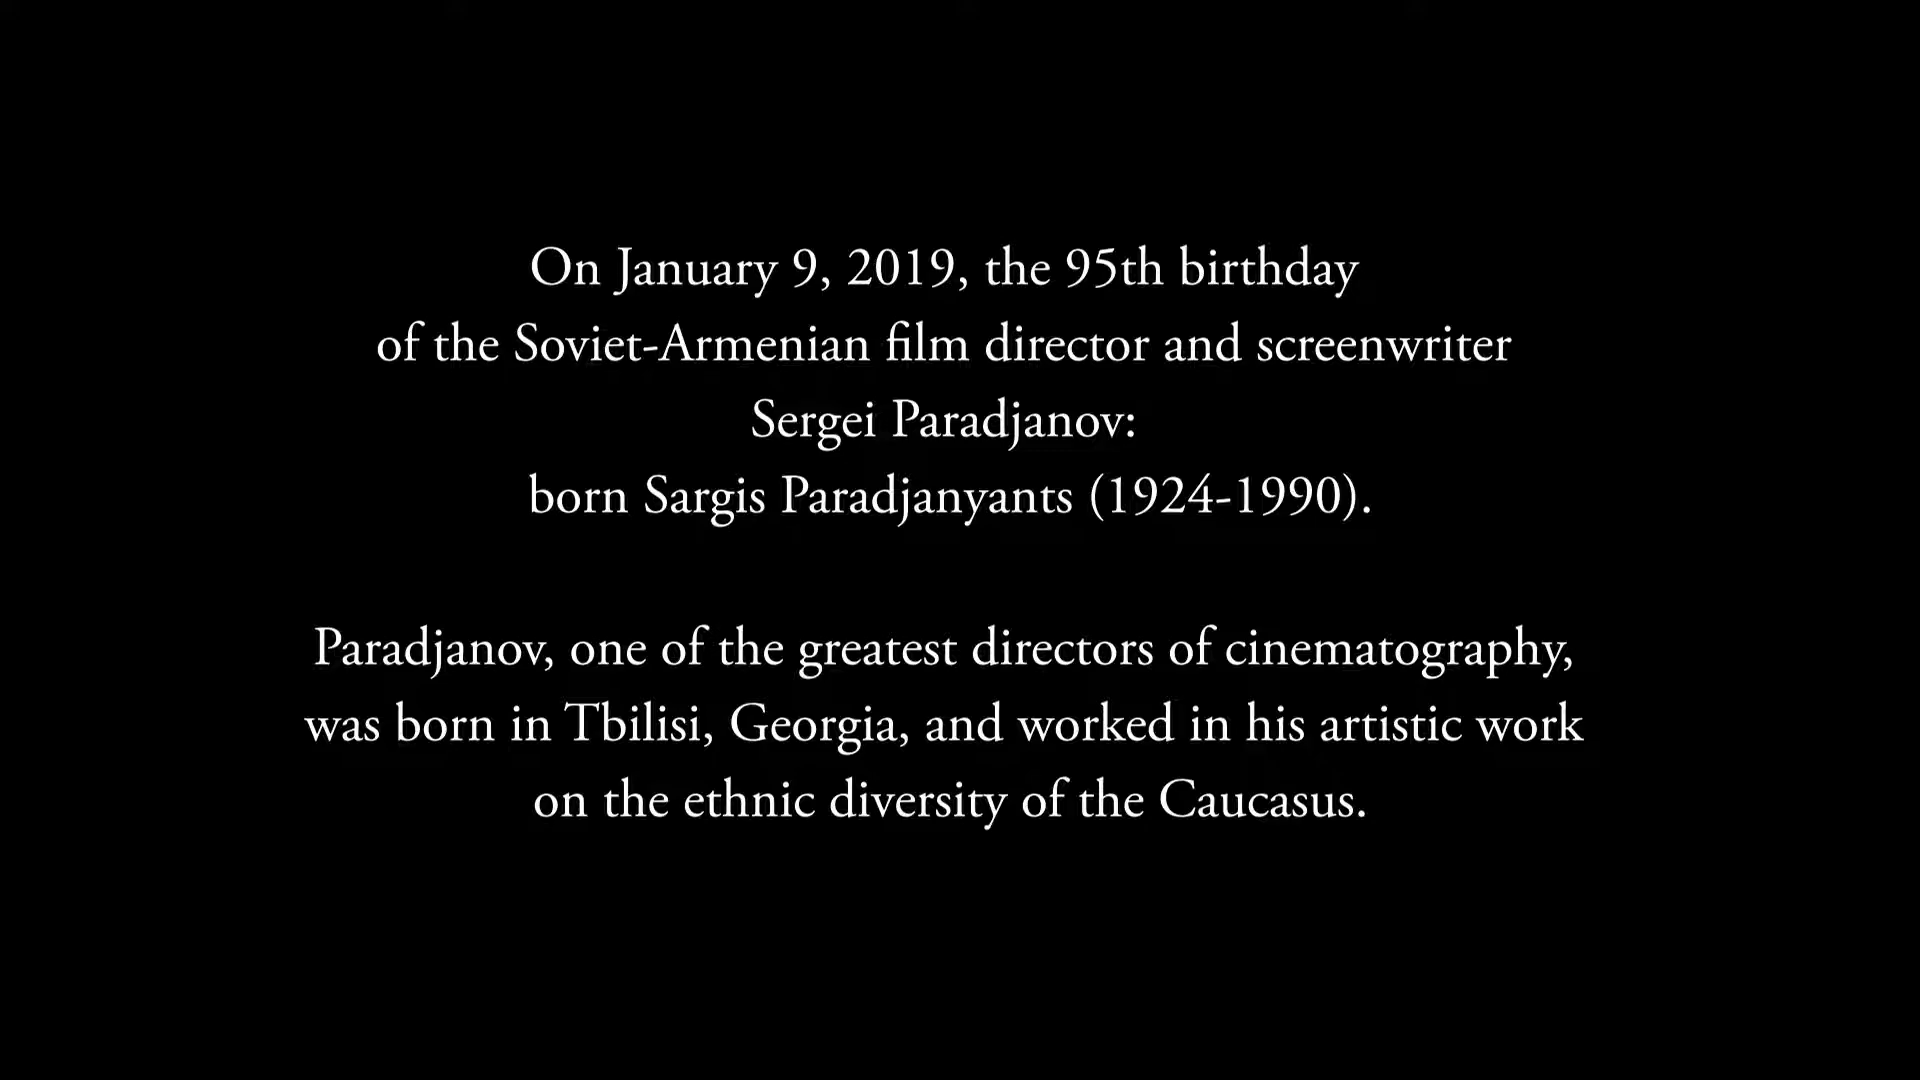 On January 9, 2019, the 95th birthday
of the Soviet-Armenian film director and screenwriter
Sergei Paradjanov:
born Sargis Paradjanyants (1924-1990).
Paradjanov, one of the greatest directors of cinematography,
was born in Tbilisi, Georgia, and worked in his artistic work
on the ethnic diversity of the Caucasus.